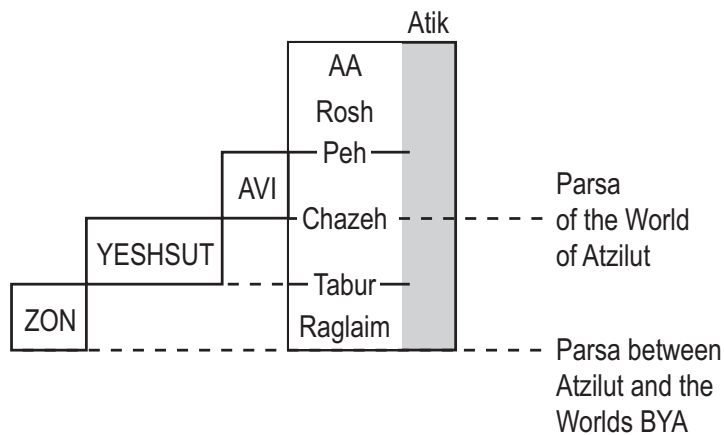 Atik
AA
Rosh
Peh
AVI
Chazeh
Parsa
of the World
of Atzilut
YESHSUT
Tabur
ZON
Raglaim
Parsa between
Atzilut and the
Worlds BYA